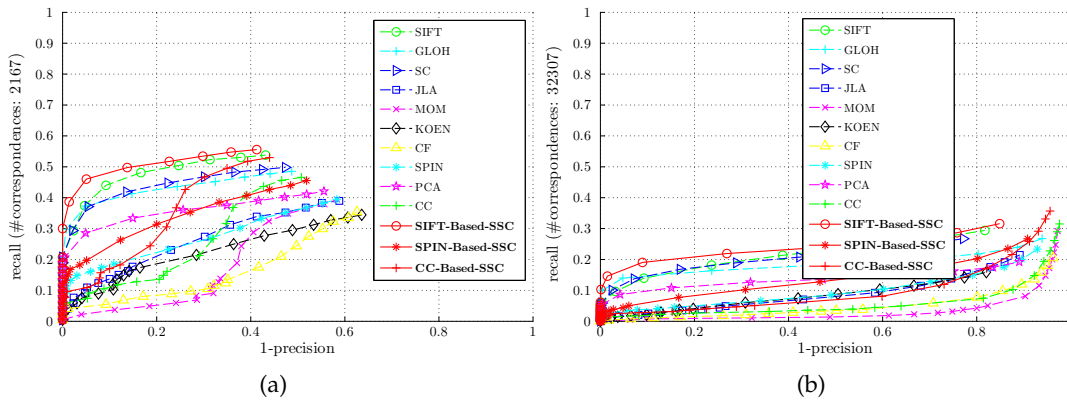 1
0.9
0.8
0.7
0.6
0.5
0.4
0.3
0.2
0.1
0
recall (#correspondences: 2167)
SIFT
GLOH
SC
JLA
MOM
KOEN
CF
SPIN
PCA
CC
SIFT-Based-SSC
SPIN-Based-SSC
CC-Based-SSC
0 0.2 0.4 0.6 0.8 1
1-precision
(a)
1
0.9
0.8
0.7
0.6
0.5
0.4
0.3
0.2
0.1
0
recall (#correspondences: 32307)
SIFT
GLOH
SC
JLA
MOM
KOEN
CF
SPIN
PCA
CC
SIFT-Based-SSC
SPIN-Based-SSC
CC-Based-SSC
0 0.2 0.4 0.6 0.8 1
1-precision
(b)